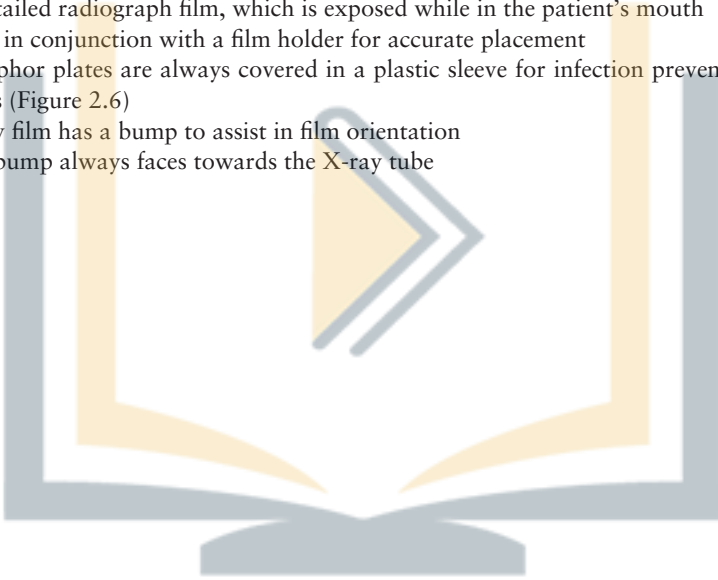 tailed radiograph film, which is exposed while in the patient's mouth
in conjunction with a film holder for accurate placement
phor plates are always covered in a plastic sleeve for infection preven
s (Figure 2.6)
y film has a bump to assist in film orientation
bump always faces towards the X-ray tube